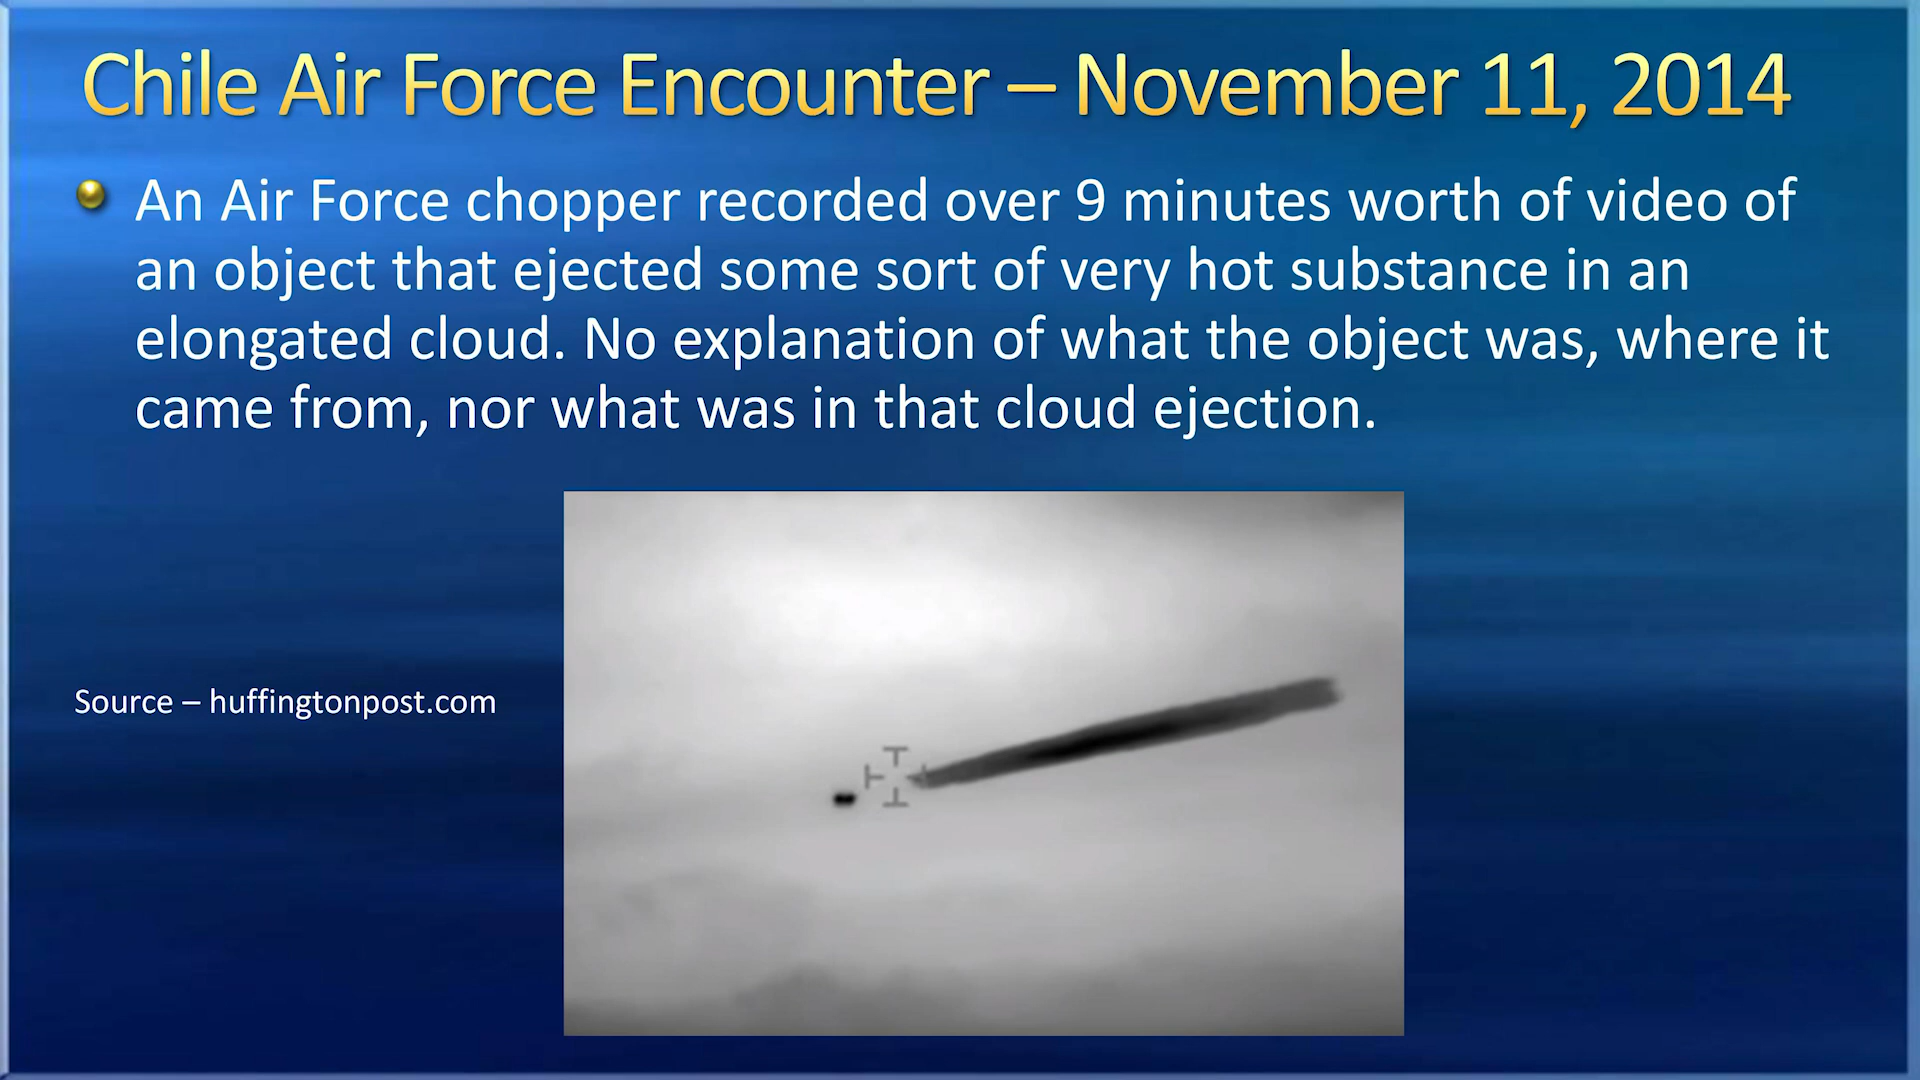 Chile Air Force Encounter – November 11, 2014
An Air Force chopper recorded over 9 minutes worth of video of
an object that ejected some sort of very hot substance in an
elongated cloud. No explanation of what the object was, where it
came from, nor what was in that cloud ejection.
Source – huffingtonpost.com